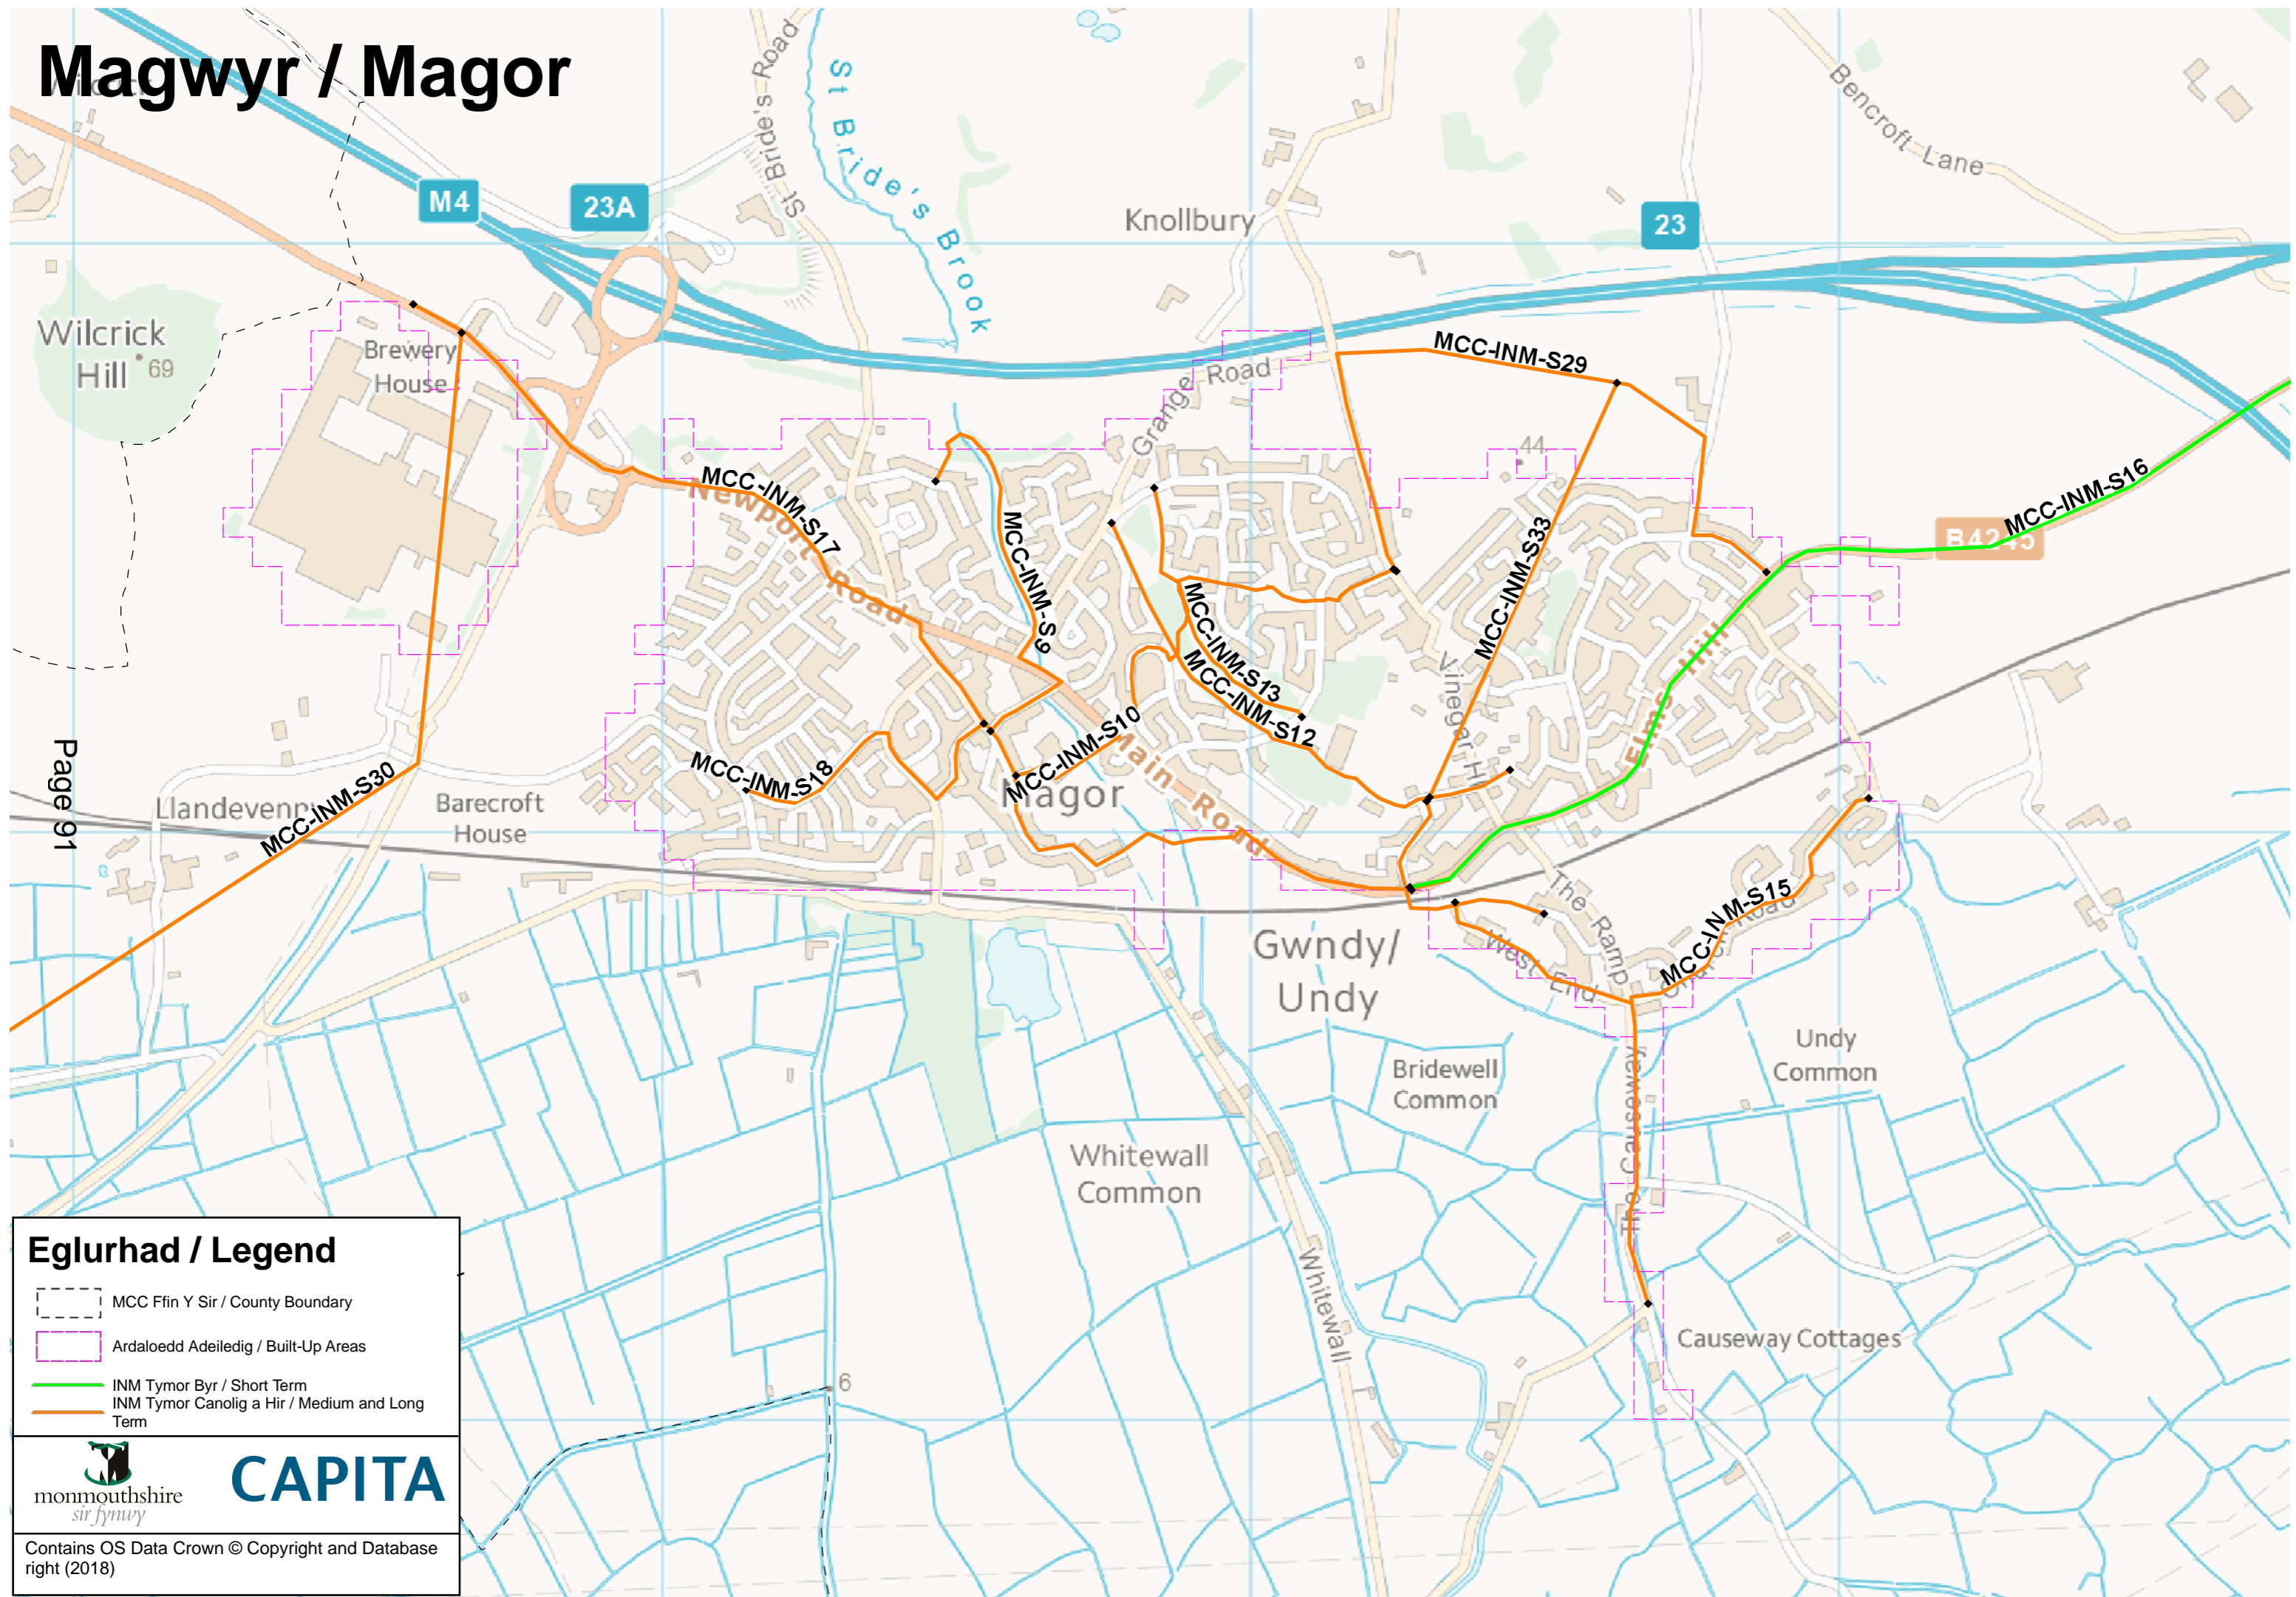 Magwyr / Magor
St Bride's Road
St Bride's Brook
Bencroft Lane
M4
23A
Knollbury
23
Wilcrick
Hill
69
Brewery
House
Grange Road
MCC-INM-S29
44
MCC-INM-S17
Newport Road
MCC-INM-S9
MCC-INM-S33
MCC-INM-S16
B4245
MCC-INM-S13
MCC-INM-S12
Vinegar Hill
Elms Hill
MCC-INM-S10
Main Road
MCC-INM-S18
Magor
Page 91
Llandevenny
MCC-INM-S30
Barecroft
House
The Ramp
MCC-INM-S15
Church Road
West End
Gwndy/
Undy
Undy
Common
Bridewell
Common
The Causeway
Whitewall
Common
Whitewall
Causeway Cottages
6
Eglurhad / Legend
MCC Ffin Y Sir / County Boundary
Ardaloedd Adeiledig / Built-Up Areas
INM Tymor Byr / Short Term
INM Tymor Canolig a Hir / Medium and Long
Term
monmouthshire
sir fynwy
CAPITA
Contains OS Data Crown © Copyright and Database
right (2018)